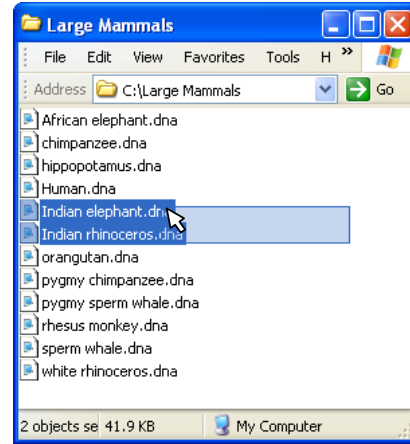 Large Mammals
File Edit View Favorites Tools H »
Address C:\Large Mammals Go
African elephant.dna
chimpanzee.dna
hippopotamus.dna
Human.dna
Indian elephant.dna
Indian rhinoceros.dna
orangutan.dna
pygmy chimpanzee.dna
pygmy sperm whale.dna
rhesus monkey.dna
sperm whale.dna
white rhinoceros.dna
2 objects se 41.9 KB My Computer